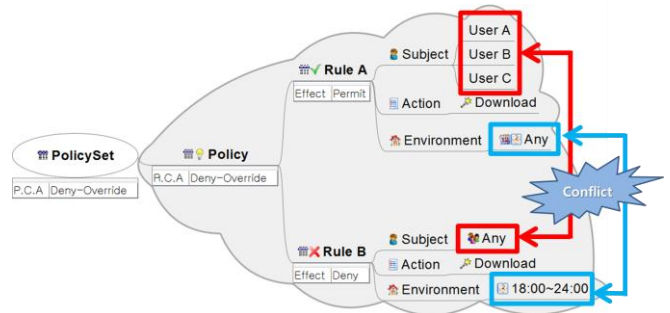 PolicySet
P.C.A Deny-Override
Policy
R.C.A Deny-Override
Rule A
Effect Permit
Subject
User A
User B
User C
Action Download
Environment Any
Conflict
Rule B
Effect Deny
Subject Any
Action Download
Environment 18:00~24:00